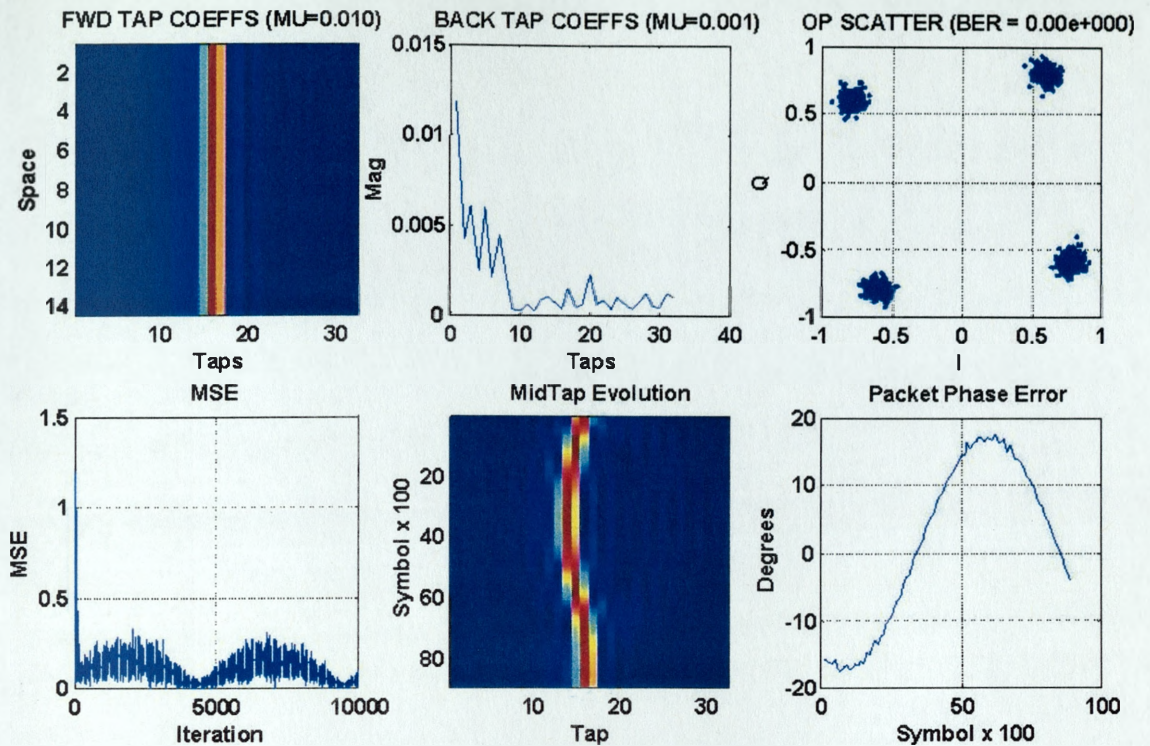 FWD TAP COEFFS (MU=0.010)
2
4
6
8
10
12
14
Space
10
20
30
Taps
BACK TAP COEFFS (MU=0.001)
0.015
0.01
0.005
0
Mag
0
10
20
30
40
Taps
OP SCATTER (BER = 0.00e+000)
1
0.5
0
-0.5
-1
Q
-1
-0.5
0
0.5
1
I
MSE
1.5
1
0.5
0
MSE
0
5000
10000
Iteration
MidTap Evolution
20
40
60
80
Symbol x 100
10
20
30
Tap
Packet Phase Error
20
10
0
-10
-20
Degrees
0
50
100
Symbol x 100